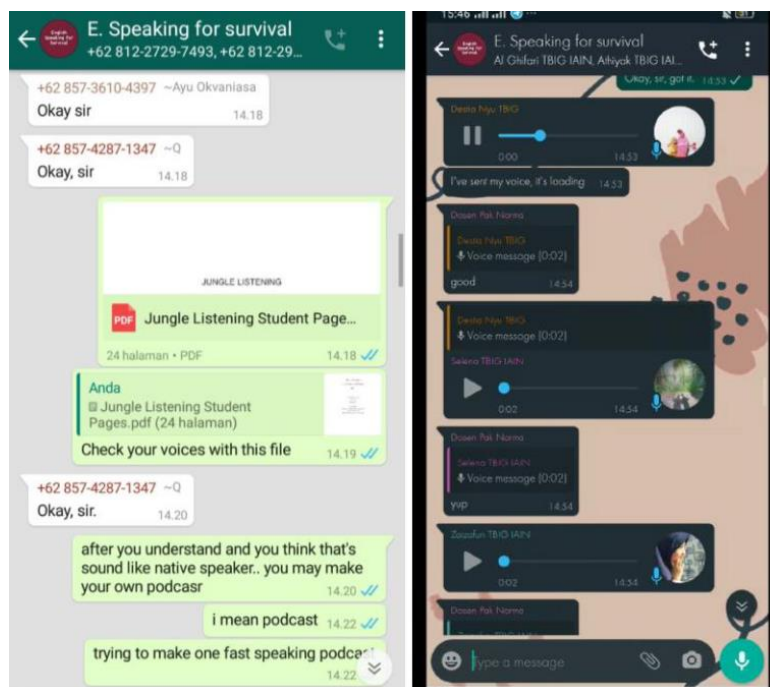 E. Speaking for survival
+62 812-2729-7493, +62 812-29...
+62 857-3610-4397 ~Ayu Okvaniasa
Okay sir
14.18
+62 857-4287-1347 ~Q
Okay, sir
14.18
JUNGLE LISTENING
PDF
Jungle Listening Student Page...
24 halaman • PDF
14.18
Anda
Jungle Listening Student
Pages.pdf (24 halaman)
Check your voices with this file
14.19
+62 857-4287-1347 ~Q
Okay, sir.
14.20
after you understand and you think that's
sound like native speaker.. you may make
your own podcasr
14.20
i mean podcast
14.22
trying to make one fast speaking podcast
14.22
15:46
E. Speaking for survival
Al Ghifari TBIG IAIN, Athiyak TBIG IAI...
Okay, sir, got it.
14.53
Desta Nyu TBIG
0:00
14.53
I've sent my voice, it's loading
14.53
Dosen Pak Norma
Desta Nyu TBIG
Voice message (0:02)
good
14.54
Desta Nyu TBIG
Voice message (0:02)
Selena TBIG IAIN
0:02
14.54
Dosen Pak Norma
Selena TBIG IAIN
Voice message (0:02)
yup
14.54
TBIG IAIN
0:02
14.54
Dosen Pak Norma
Type a message